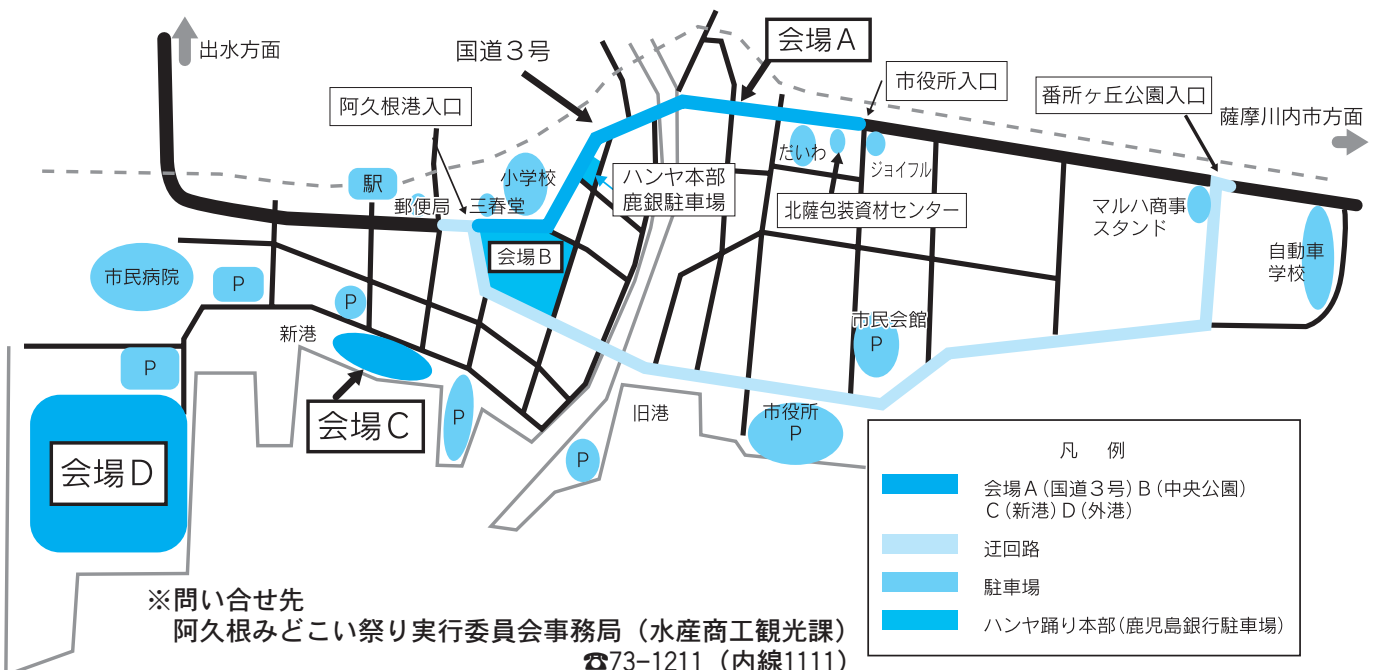 出水方面
国道3号
会場A
市役所入口
番所ヶ丘公園入口
薩摩川内市方面
阿久根港入口
駅
小学校
郵便局
三春堂
ハンヤ本部
鹿銀駐車場
だいわ
ジョイフル
北薩包装資材センター
マルハ商事
スタンド
自動車
学校
会場B
市民病院
P
P
新港
P
会場C
P
P
旧港
市民会館
P
市役所
P
会場D
凡 例
会場A(国道3号)B(中央公園)
C(新港)D(外港)
迂回路
駐車場
ハンヤ踊り本部(鹿児島銀行駐車場)
※問い合せ先
阿久根みどこい祭り実行委員会事務局(水産商工観光課)
☎73-1211(内線1111)